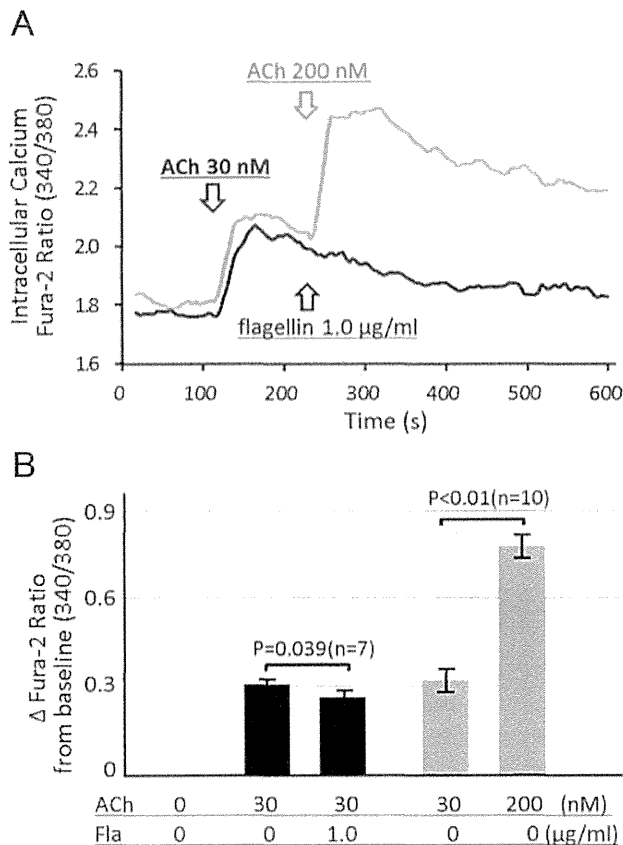 A
ACh 200 nM
ACh 30 nM
flagellin 1.0 µg/ml
Intracellular Calcium
Fura-2 Ratio (340/380)
2.6
2.4
2.2
2.0
1.8
1.6
0 100 200 300 400 500 600
Time (s)
B
P<0.01(n=10)
P=0.039(n=7)
Δ Fura-2 Ratio
from baseline (340/380)
0.9
0.6
0.3
0
ACh 0 30 30 30 200 (nM)
Fla 0 0 1.0 0 0 (µg/ml)